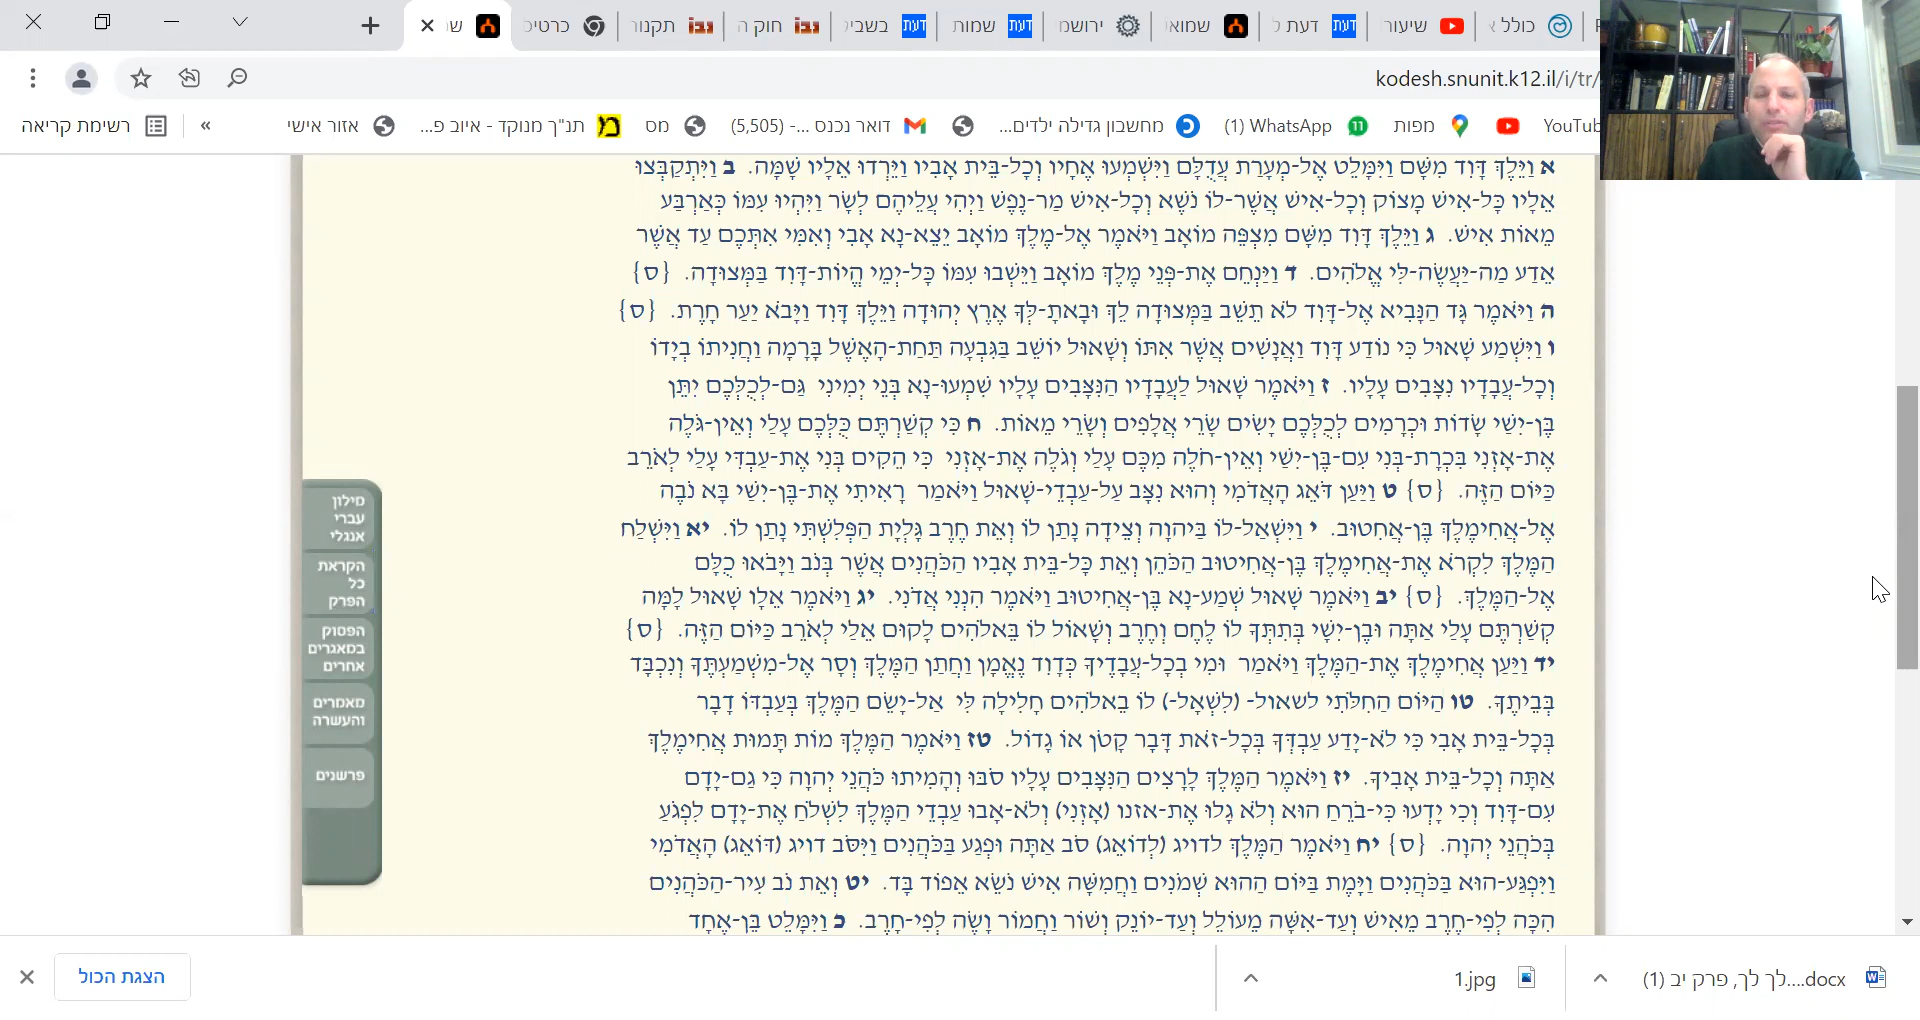 שמ
כרטיס
תקנור
חוק ה
בשביל
שמות
ירושמ
שמוא
דעת ל
שיעור
כולל א
kodesh.snunit.k12.il/i/tr/
רשימת קריאה
»
אזור אישי
תנ"ך מנוקד - איוב פ...
מס
דואר נכנס ...- (5,505)
מחשבון גדילה ילדים...
(1) WhatsApp
מפות
YouTub
א וַיֵּלֶךְ דָּוִד מִשָּׁם וַיִּמָּלֵט אֶל-מְעָרַת עֲדֻלָּם וַיִּשְׁמְעוּ אֶחָיו וְכָל-בֵּית אָבִיו וַיֵּרְדוּ אֵלָיו שָׁמָּה. ב וַיִּתְקַבְּצוּ
אֵלָיו כָּל-אִישׁ מָצוֹק וְכָל-אִישׁ אֲשֶׁר-לוֹ נֹשֶׁא וְכָל-אִישׁ מַר-נֶפֶשׁ וַיְהִי עֲלֵיהֶם לְשָׂר וַיִּהְיוּ עִמּוֹ כְּאַרְבַּע
מֵאוֹת אִישׁ. ג וַיֵּלֶךְ דָּוִד מִשָּׁם מִצְפֵּה מוֹאָב וַיֹּאמֶר אֶל-מֶלֶךְ מוֹאָב יֵצֵא-נָא אָבִי וְאִמִּי אִתְּכֶם עַד אֲשֶׁר
אֵדַע מַה-יַּעֲשֶׂה-לִּי אֱלֹהִים. ד וַיַּנְחֵם אֶת-פְּנֵי מֶלֶךְ מוֹאָב וַיֵּשְׁבוּ עִמּוֹ כָּל-יְמֵי הֱיוֹת-דָּוִד בַּמְּצוּדָה. {ס}
ה וַיֹּאמֶר גָּד הַנָּבִיא אֶל-דָּוִד לֹא תֵשֵׁב בַּמְּצוּדָה לֵךְ וּבָאתָ-לְּךָ אֶרֶץ יְהוּדָה וַיֵּלֶךְ דָּוִד וַיָּבֹא יַעַר חָרֶת. {ס}
ו וַיִּשְׁמַע שָׁאוּל כִּי נוֹדַע דָּוִד וַאֲנָשִׁים אֲשֶׁר אִתּוֹ וְשָׁאוּל יוֹשֵׁב בַּגִּבְעָה תַּחַת-הָאֶשֶׁל בָּרָמָה וַחֲנִיתוֹ בְיָדוֹ
וְכָל-עֲבָדָיו נִצָּבִים עָלָיו. ז וַיֹּאמֶר שָׁאוּל לַעֲבָדָיו הַנִּצָּבִים עָלָיו שִׁמְעוּ-נָא בְּנֵי יְמִינִי גַּם-לְכֻלְּכֶם יִתֵּן
בֶּן-יִשַׁי שָׂדוֹת וּכְרָמִים לְכֻלְּכֶם יָשִׂים שָׂרֵי אֲלָפִים וְשָׂרֵי מֵאוֹת. ח כִּי קְשַׁרְתֶּם כֻּלְּכֶם עָלַי וְאֵין-גֹּלֶה
אֶת-אָזְנִי בִּכְרָת-בְּנִי עִם-בֶּן-יִשַׁי וְאֵין-חֹלֶה מִכֶּם עָלַי וְגֹלֶה אֶת-אָזְנִי כִּי הֵקִים בְּנִי אֶת-עַבְדִּי עָלַי לְאֹרֵב
כַּיּוֹם הַזֶּה. {ס} ט וַיַּעַן דֹּאֵג הָאֲדֹמִי וְהוּא נִצָּב עַל-עַבְדֵי-שָׁאוּל וַיֹּאמַר רָאִיתִי אֶת-בֶּן-יִשַׁי בָּא נֹבֶה
אֶל-אֲחִימֶלֶךְ בֶּן-אֲחִטוּב. י וַיִּשְׁאַל-לוֹ בַּיהוָה וְצֵידָה נָתַן לוֹ וְאֵת חֶרֶב גָּלְיָת הַפְּלִשְׁתִּי נָתַן לוֹ. יא וַיִּשְׁלַח
הַמֶּלֶךְ לִקְרֹא אֶת-אֲחִימֶלֶךְ בֶּן-אֲחִיטוּב הַכֹּהֵן וְאֵת כָּל-בֵּית אָבִיו הַכֹּהֲנִים אֲשֶׁר בְּנֹב וַיָּבֹאוּ כֻלָּם
אֶל-הַמֶּלֶךְ. {ס} יב וַיֹּאמֶר שָׁאוּל שְׁמַע-נָא בֶּן-אֲחִיטוּב וַיֹּאמֶר הִנְנִי אֲדֹנִי. יג וַיֹּאמֶר אֵלָו שָׁאוּל לָמָּה
קְשַׁרְתֶּם עָלַי אַתָּה וּבֶן-יִשָׁי בְּתִתְּךָ לוֹ לֶחֶם וְחֶרֶב וְשָׁאוֹל לוֹ בֵּאלֹהִים לָקוּם אֵלַי לְאֹרֵב כַּיּוֹם הַזֶּה. {ס}
יד וַיַּעַן אֲחִימֶלֶךְ אֶת-הַמֶּלֶךְ וַיֹּאמַר וּמִי בְכָל-עֲבָדֶיךָ כְּדָוִד נֶאֱמָן וַחֲתַן הַמֶּלֶךְ וְסָר אֶל-מִשְׁמַעְתֶּךָ וְנִכְבָּד
בְּבֵיתֶךָ. טו הַיּוֹם הַחִלֹּתִי לשאול- (לִשְׁאָל-) לוֹ בֵאלֹהִים חָלִילָה לִּי אַל-יָשֵׂם הַמֶּלֶךְ בְּעַבְדּוֹ דָבָר
בְּכָל-בֵּית אָבִי כִּי לֹא-יָדַע עַבְדְּךָ בְּכָל-זֹאת דָּבָר קָטֹן אוֹ גָדוֹל. טז וַיֹּאמֶר הַמֶּלֶךְ מוֹת תָּמוּת אֲחִימֶלֶךְ
אַתָּה וְכָל-בֵּית אָבִיךָ. יז וַיֹּאמֶר הַמֶּלֶךְ לָרָצִים הַנִּצָּבִים עָלָיו סֹבּוּ וְהָמִיתוּ כֹּהֲנֵי יְהוָה כִּי גַם-יָדָם
עִם-דָּוִד וְכִי יָדְעוּ כִּי-בֹרֵחַ הוּא וְלֹא גָלוּ אֶת-אזנו (אָזְנִי) וְלֹא-אָבוּ עַבְדֵי הַמֶּלֶךְ לִשְׁלֹחַ אֶת-יָדָם לִפְגֹעַ
בְּכֹהֲנֵי יְהוָה. {ס} יח וַיֹּאמֶר הַמֶּלֶךְ לדויג (לְדוֹאֵג) סֹב אַתָּה וּפְגַע בַּכֹּהֲנִים וַיִּסֹּב דויג (דּוֹאֵג) הָאֲדֹמִי
וַיִּפְגַּע-הוּא בַּכֹּהֲנִים וַיָּמֶת בַּיּוֹם הַהוּא שְׁמֹנִים וַחֲמִשָּׁה אִישׁ נֹשֵׂא אֵפוֹד בָּד. יט וְאֵת נֹב עִיר-הַכֹּהֲנִים
הִכָּה לְפִי-חֶרֶב מֵאִישׁ וְעַד-אִשָּׁה מֵעוֹלֵל וְעַד-יוֹנֵק וְשׁוֹר וַחֲמוֹר וָשֶׂה לְפִי-חָרֶב. כ וַיִּמָּלֵט בֵּן-אֶחָד
מילון
עברי
אנגלי
הקראת
כל
הפרק
הפסוק
במאגרים
אחרים
מאמרים
והעשרה
פרשנים
הצגת הכול
1.jpg
לך לך, פרק יב (1)....docx